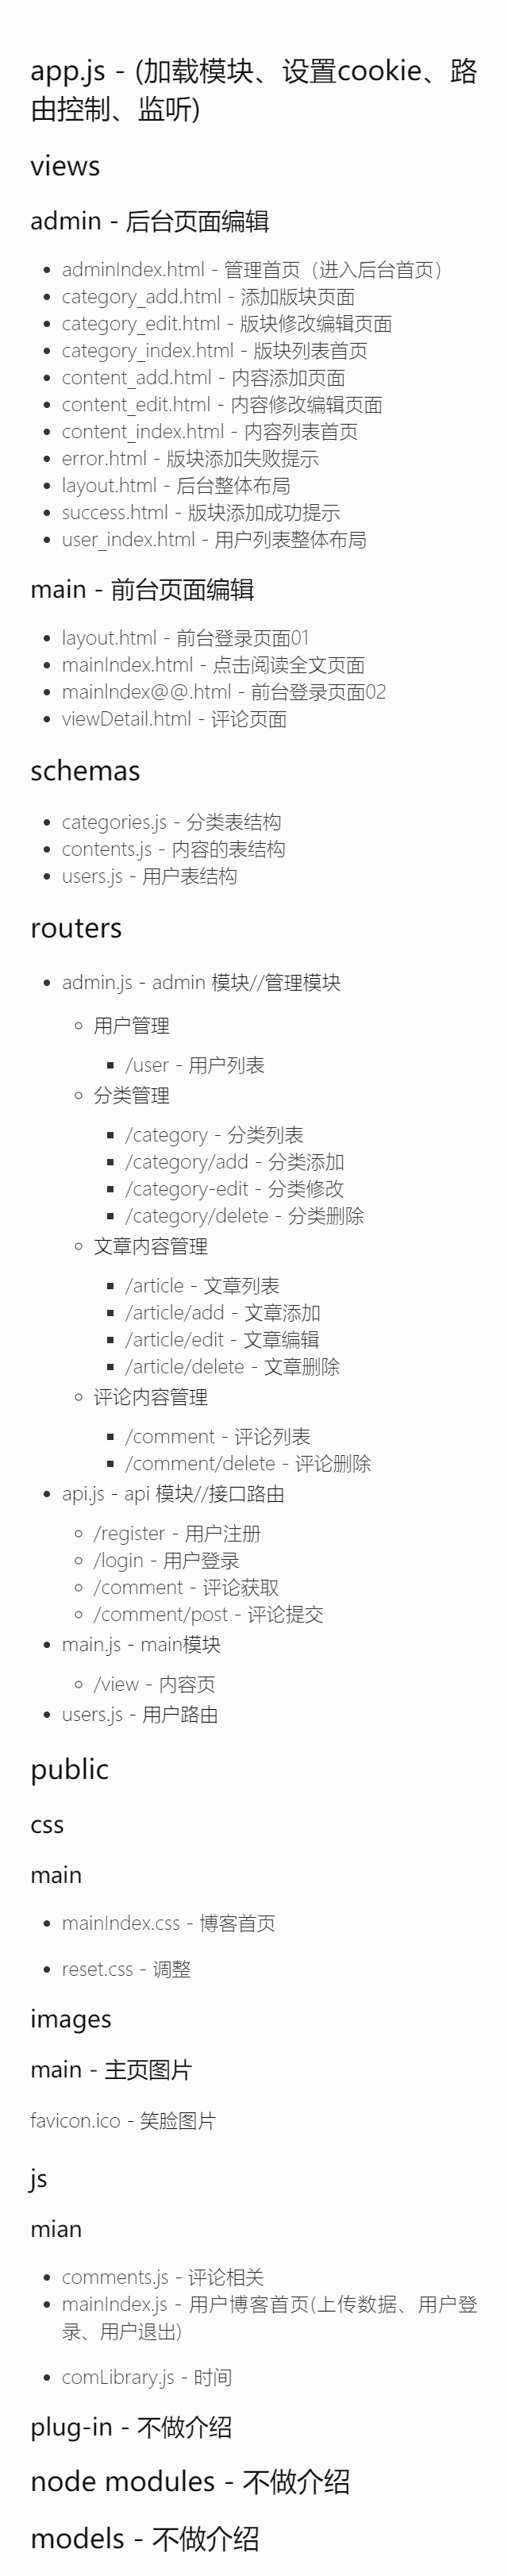 app.js - (加载模块、设置cookie、路
由控制、监听)
views
admin - 后台页面编辑
adminIndex.html - 管理首页（进入后台首页）
category_add.html - 添加版块页面
category_edit.html - 版块修改编辑页面
category_index.html - 版块列表首页
content_add.html - 内容添加页面
content_edit.html - 内容修改编辑页面
content_index.html - 内容列表首页
error.html - 版块添加失败提示
layout.html - 后台整体布局
success.html - 版块添加成功提示
user_index.html - 用户列表整体布局
main - 前台页面编辑
layout.html - 前台登录页面01
mainIndex.html - 点击阅读全文页面
mainIndex@@.html - 前台登录页面02
viewDetail.html - 评论页面
schemas
categories.js - 分类表结构
contents.js - 内容的表结构
users.js - 用户表结构
routers
admin.js - admin 模块//管理模块
用户管理
/user - 用户列表
分类管理
/category - 分类列表
/category/add - 分类添加
/category-edit - 分类修改
/category/delete - 分类删除
文章内容管理
/article - 文章列表
/article/add - 文章添加
/article/edit - 文章编辑
/article/delete - 文章删除
评论内容管理
/comment - 评论列表
/comment/delete - 评论删除
api.js - api 模块//接口路由
/register - 用户注册
/login - 用户登录
/comment - 评论获取
/comment/post - 评论提交
main.js - main模块
/view - 内容页
users.js - 用户路由
public
css
main
mainIndex.css - 博客首页
reset.css - 调整
images
main - 主页图片
favicon.ico - 笑脸图片
js
mian
comments.js - 评论相关
mainIndex.js - 用户博客首页(上传数据、用户登
录、用户退出)
comLibrary.js - 时间
plug-in - 不做介绍
node modules - 不做介绍
models - 不做介绍